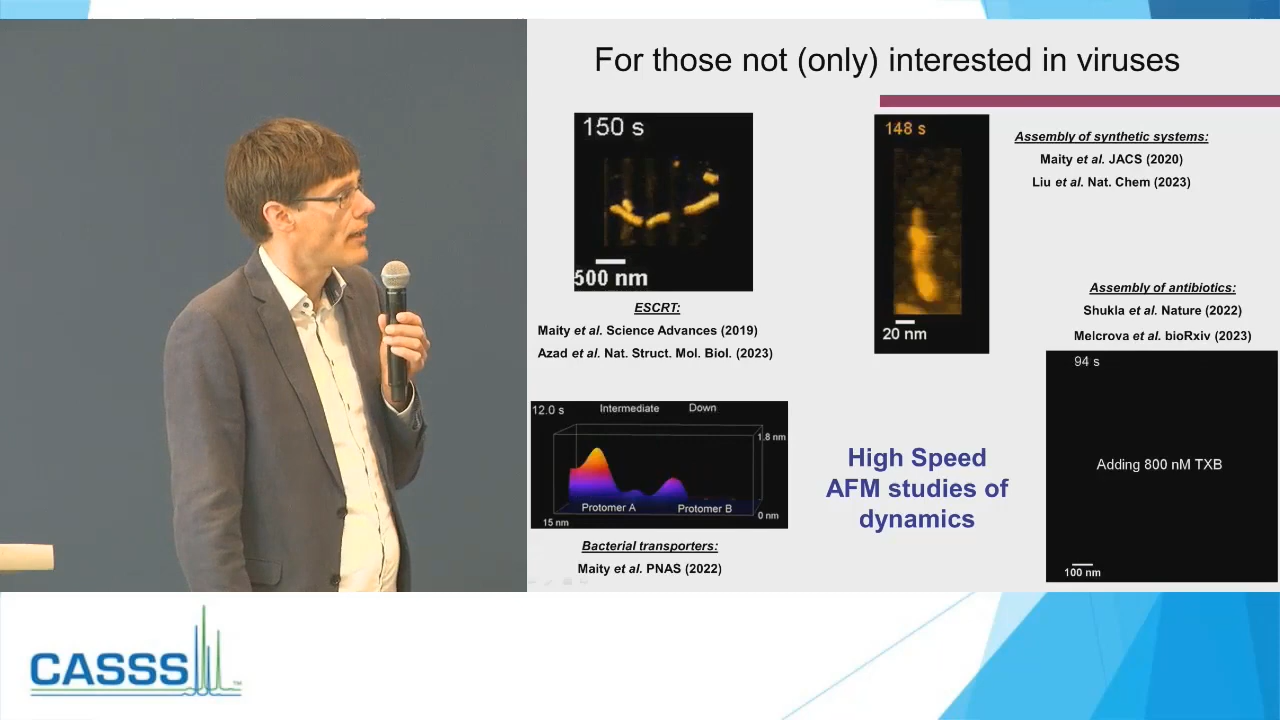 For those not (only) interested in viruses
150 s
500 nm
ESCRT:
Maity et al. Science Advances (2019)
Azad et al. Nat. Struct. Mol. Biol. (2023)
148 s
20 nm
Assembly of synthetic systems:
Maity et al. JACS (2020)
Liu et al. Nat. Chem (2023)
Assembly of antibiotics:
Shukla et al. Nature (2022)
Melcrova et al. bioRxiv (2023)
94 s
Adding 800 nM TXB
100 nm
12.0 s
Intermediate
Down
1.8 nm
Protomer A
Protomer B
0 nm
15 nm
Bacterial transporters:
Maity et al. PNAS (2022)
High Speed
AFM studies of
dynamics
CASSS
TM